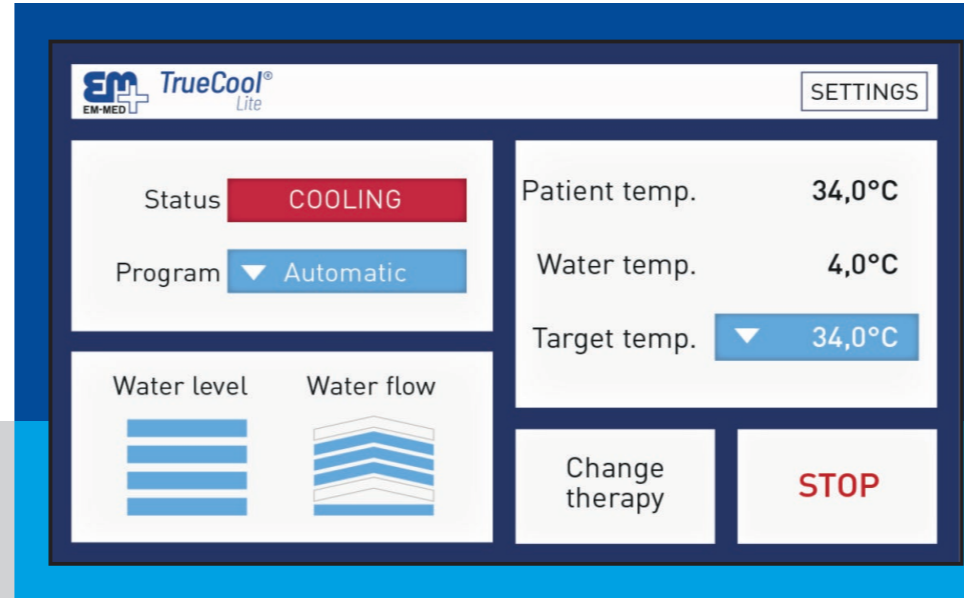 EM
EM-MED
TrueCool®
Lite
SETTINGS
Status COOLING
Program Automatic
Patient temp. 34,0°C
Water temp. 4,0°C
Target temp. 34,0°C
Water level Water flow
Change
therapy
STOP